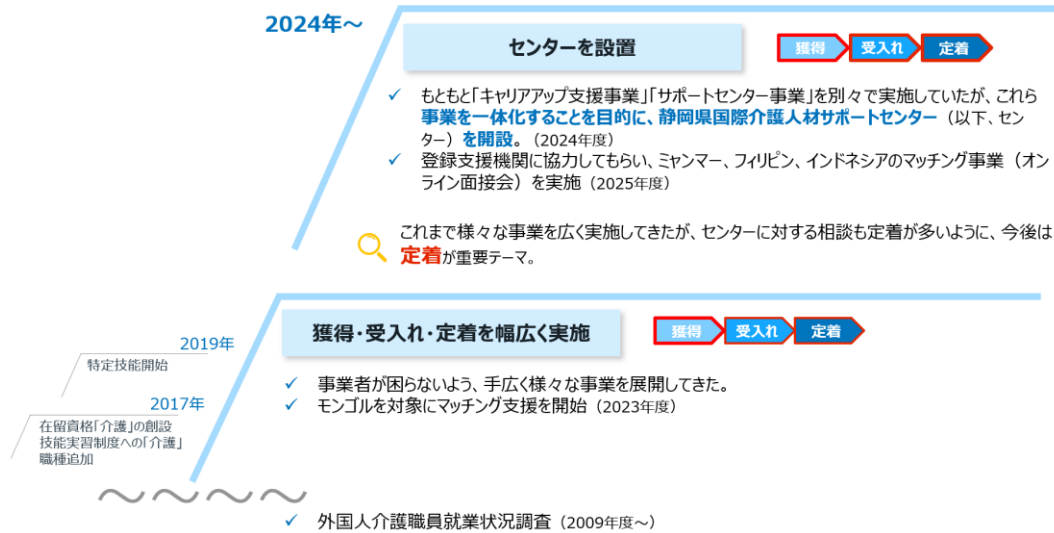 2024年～
センターを設置
獲得
受入れ
定着
✓ もともと「キャリアアップ支援事業」「サポートセンター事業」を別々で実施していたが、これら
事業を一体化することを目的に、静岡県国際介護人材サポートセンター（以下、セン
ター）を開設。（2024年度）
✓ 登録支援機関に協力してもらい、ミャンマー、フィリピン、インドネシアのマッチング事業（オン
ライン面接会）を実施（2025年度）
これまで様々な事業を広く実施してきたが、センターに対する相談も定着が多いように、今後は
定着が重要テーマ。
獲得・受入れ・定着を幅広く実施
獲得
受入れ
定着
2019年
特定技能開始
✓ 事業者が困らないよう、手広く様々な事業を展開してきた。
✓ モンゴルを対象にマッチング支援を開始（2023年度）
2017年
在留資格「介護」の創設
技能実習制度への「介護」
職種追加
✓ 外国人介護職員就業状況調査（2009年度～）